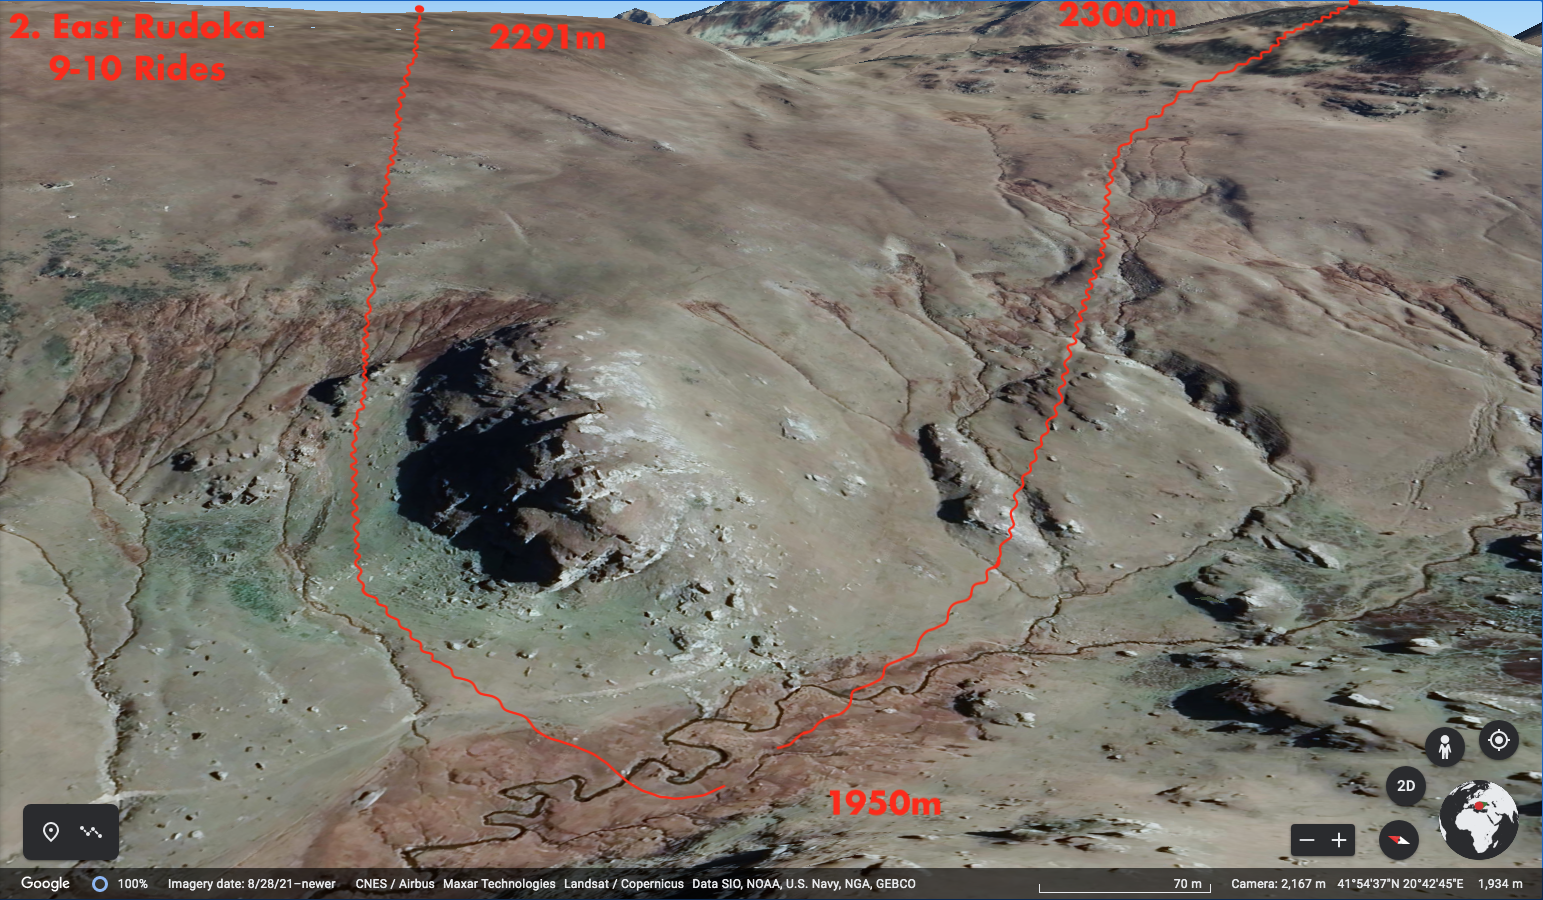 2. East Rudoka
9-10 Rides
2291m
2300m
1950m
2D
Google 100% Imagery date: 8/28/21–newer CNES / Airbus Maxar Technologies Landsat / Copernicus Data SIO, NOAA, U.S. Navy, NGA, GEBCO 70 m Camera: 2,167 m 41°54'37"N 20°42'45"E 1,934 m